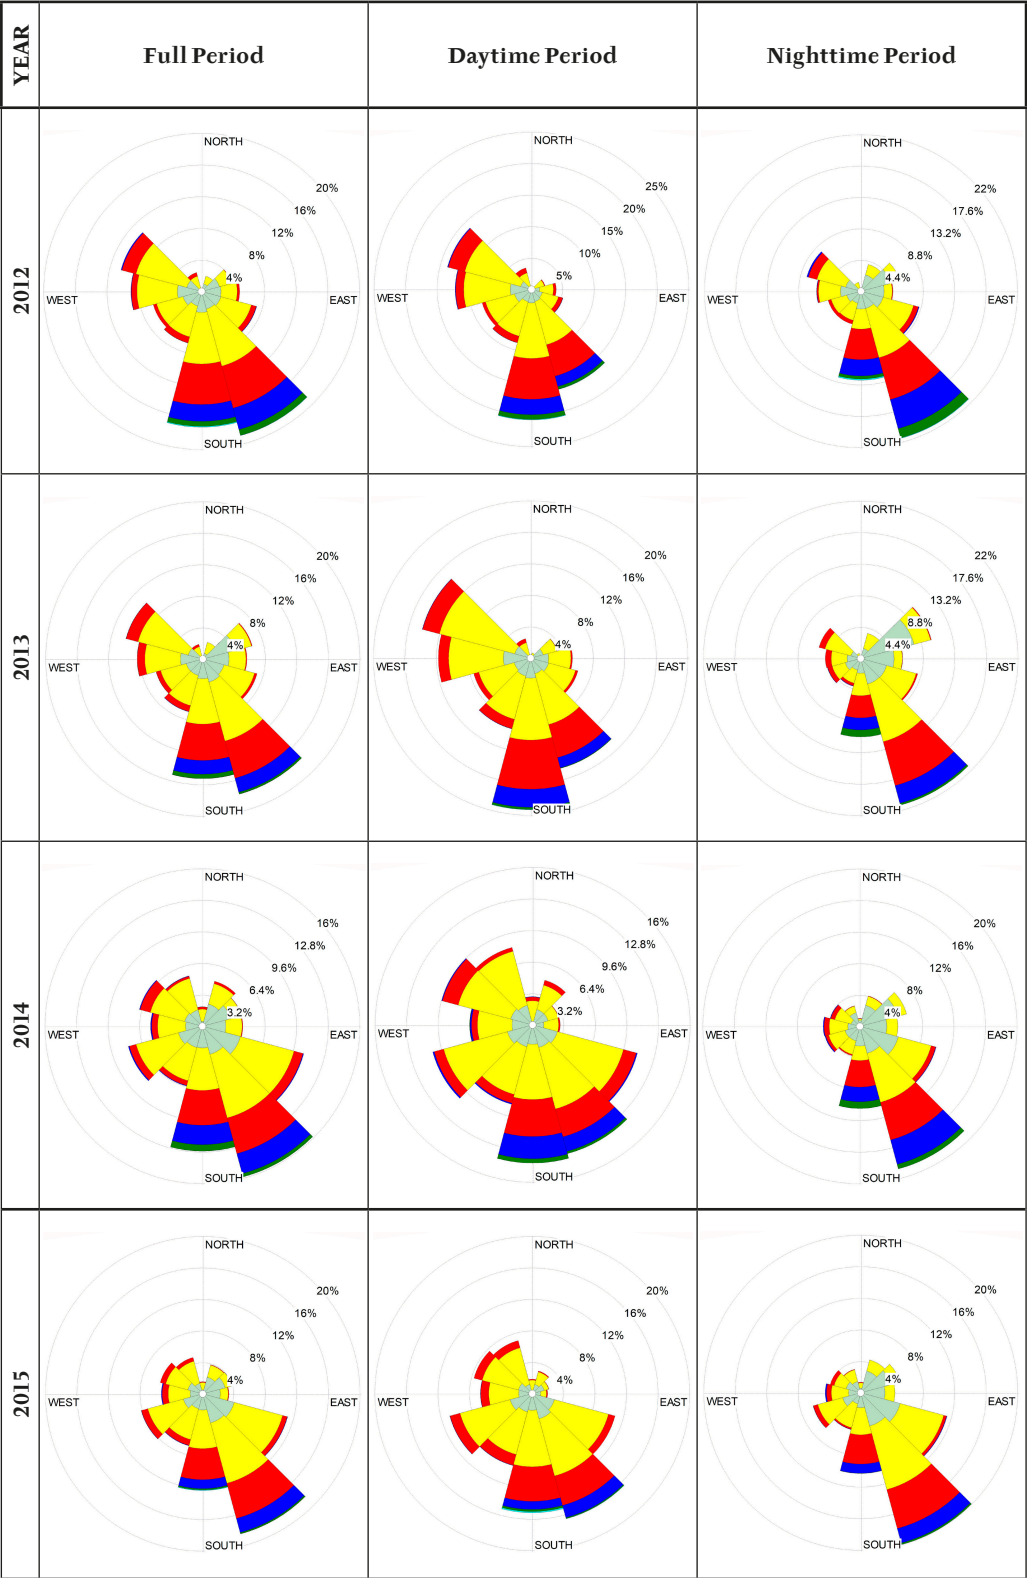 YEAR
Full Period
Daytime Period
Nighttime Period
2012
NORTH
20%
16%
12%
8%
4%
WEST
EAST
SOUTH
NORTH
25%
20%
15%
10%
5%
WEST
EAST
SOUTH
NORTH
22%
17.6%
13.2%
8.8%
4.4%
WEST
EAST
SOUTH
2013
NORTH
20%
16%
12%
8%
4%
WEST
EAST
SOUTH
NORTH
20%
16%
12%
8%
4%
WEST
EAST
SOUTH
NORTH
22%
17.6%
13.2%
8.8%
4.4%
WEST
EAST
SOUTH
2014
NORTH
16%
12.8%
9.6%
6.4%
3.2%
WEST
EAST
SOUTH
NORTH
16%
12.8%
9.6%
6.4%
3.2%
WEST
EAST
SOUTH
NORTH
20%
16%
12%
8%
4%
WEST
EAST
SOUTH
2015
NORTH
20%
16%
12%
8%
4%
WEST
EAST
SOUTH
NORTH
20%
16%
12%
8%
4%
WEST
EAST
SOUTH
NORTH
20%
16%
12%
8%
4%
WEST
EAST
SOUTH